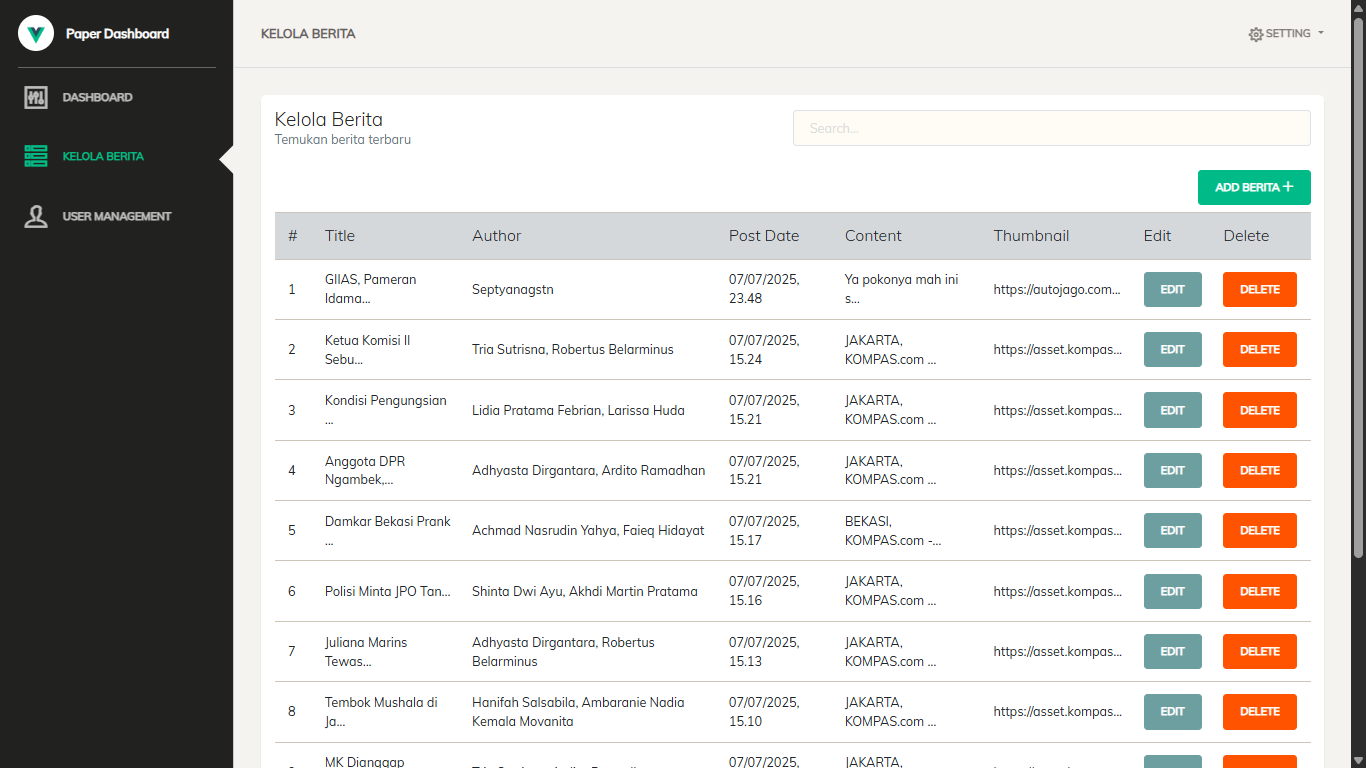 Paper Dashboard
KELOLA BERITA
SETTING
DASHBOARD
KELOLA BERITA
USER MANAGEMENT
Kelola Berita
Temukan berita terbaru
Search...
ADD BERITA +
# Title Author Post Date Content Thumbnail Edit Delete
1 GIIAS, Pameran Idama... Septyanagstn 07/07/2025, 23.48 Ya pokonya mah ini s... https://autojago.com... EDIT DELETE
2 Ketua Komisi II Sebu... Tria Sutrisna, Robertus Belarminus 07/07/2025, 15.24 JAKARTA, KOMPAS.com ... https://asset.kompas... EDIT DELETE
3 Kondisi Pengungsian ... Lidia Pratama Febrian, Larissa Huda 07/07/2025, 15.21 JAKARTA, KOMPAS.com ... https://asset.kompas... EDIT DELETE
4 Anggota DPR Ngambek,... Adhyasta Dirgantara, Ardito Ramadhan 07/07/2025, 15.21 JAKARTA, KOMPAS.com ... https://asset.kompas... EDIT DELETE
5 Damkar Bekasi Prank ... Achmad Nasrudin Yahya, Faieq Hidayat 07/07/2025, 15.17 BEKASI, KOMPAS.com -... https://asset.kompas... EDIT DELETE
6 Polisi Minta JPO Tan... Shinta Dwi Ayu, Akhdi Martin Pratama 07/07/2025, 15.16 JAKARTA, KOMPAS.com ... https://asset.kompas... EDIT DELETE
7 Juliana Marins Tewas... Adhyasta Dirgantara, Robertus Belarminus 07/07/2025, 15.13 JAKARTA, KOMPAS.com ... https://asset.kompas... EDIT DELETE
8 Tembok Mushala di Ja... Hanifah Salsabila, Ambaranie Nadia Kemala Movanita 07/07/2025, 15.10 JAKARTA, KOMPAS.com ... https://asset.kompas... EDIT DELETE
MK Dianggap 07/07/2025, JAKARTA,